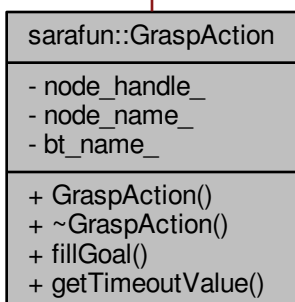 sarafun::GraspAction
- node_handle_
- node_name_
- bt_name_
+ GraspAction()
+ ~GraspAction()
+ fillGoal()
+ getTimeoutValue()